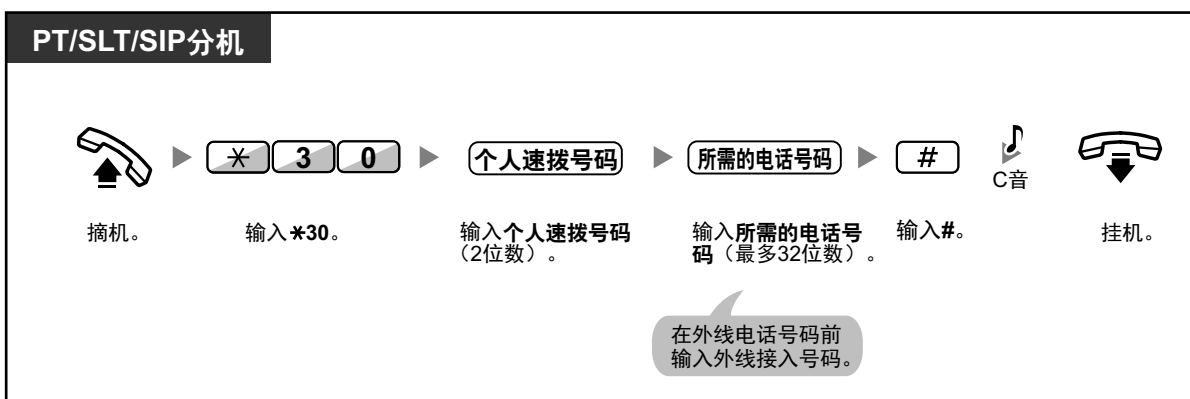 PT/SLT/SIP分机
* 3 0
个人速拨号码
所需的电话号码
#
C音
摘机。
输入*30。
输入个人速拨号码
（2位数）。
输入所需的电话号
码（最多32位数）。
输入#。
挂机。
在外线电话号码前
输入外线接入号码。